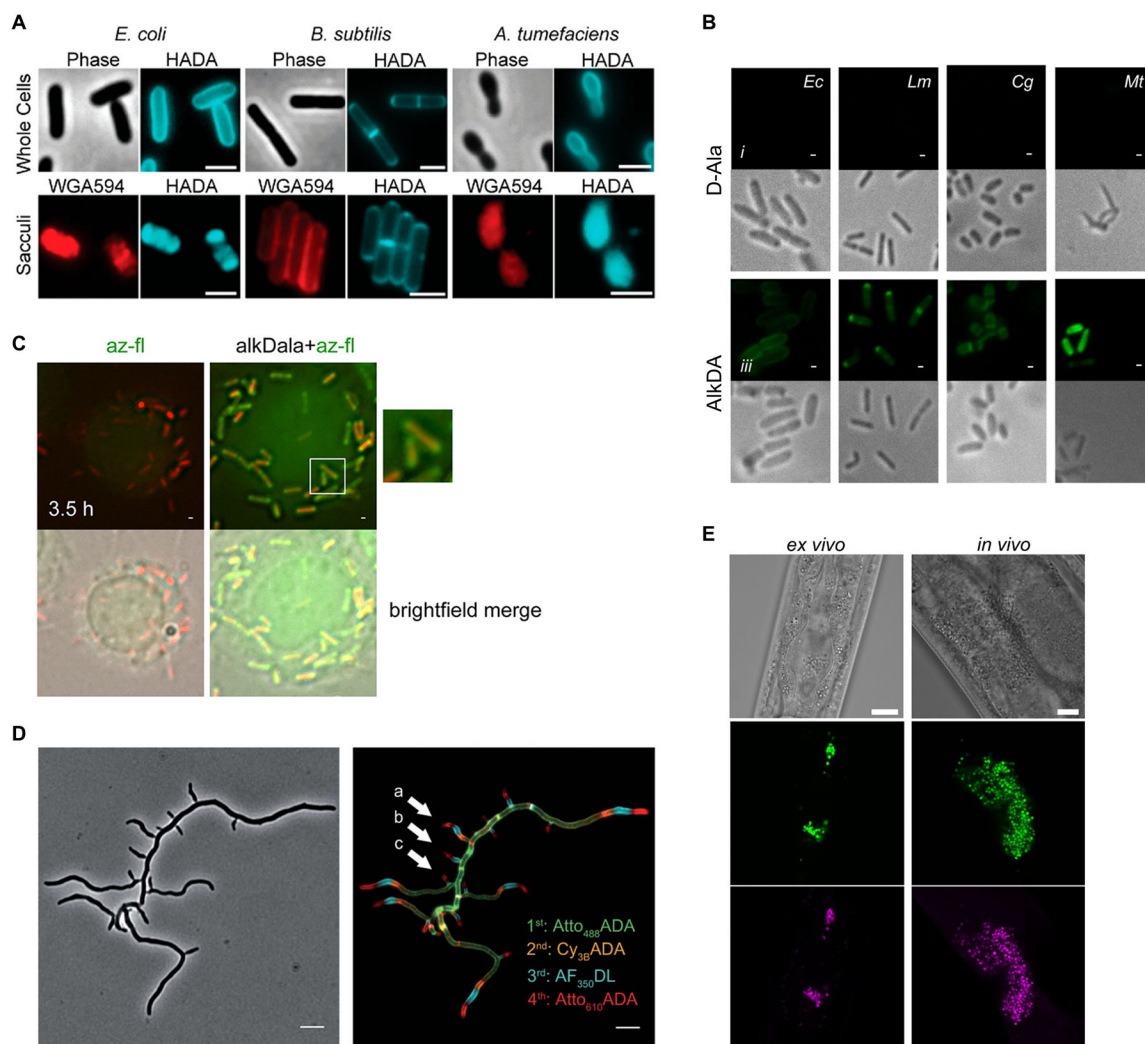 A
E. coli B. subtilis A. tumefaciens
Phase HADA Phase HADA Phase HADA
Whole Cells
WGA594 HADA WGA594 HADA WGA594 HADA
Sacculi
B
Ec Lm Cg Mt
D-Ala
i
AlkDA
iii
C
az-fl alkDala+az-fl
3.5 h
brightfield merge
D
a
b
c
1st: Atto488ADA
2nd: Cy3BADA
3rd: AF350DL
4th: Atto610ADA
E
ex vivo in vivo